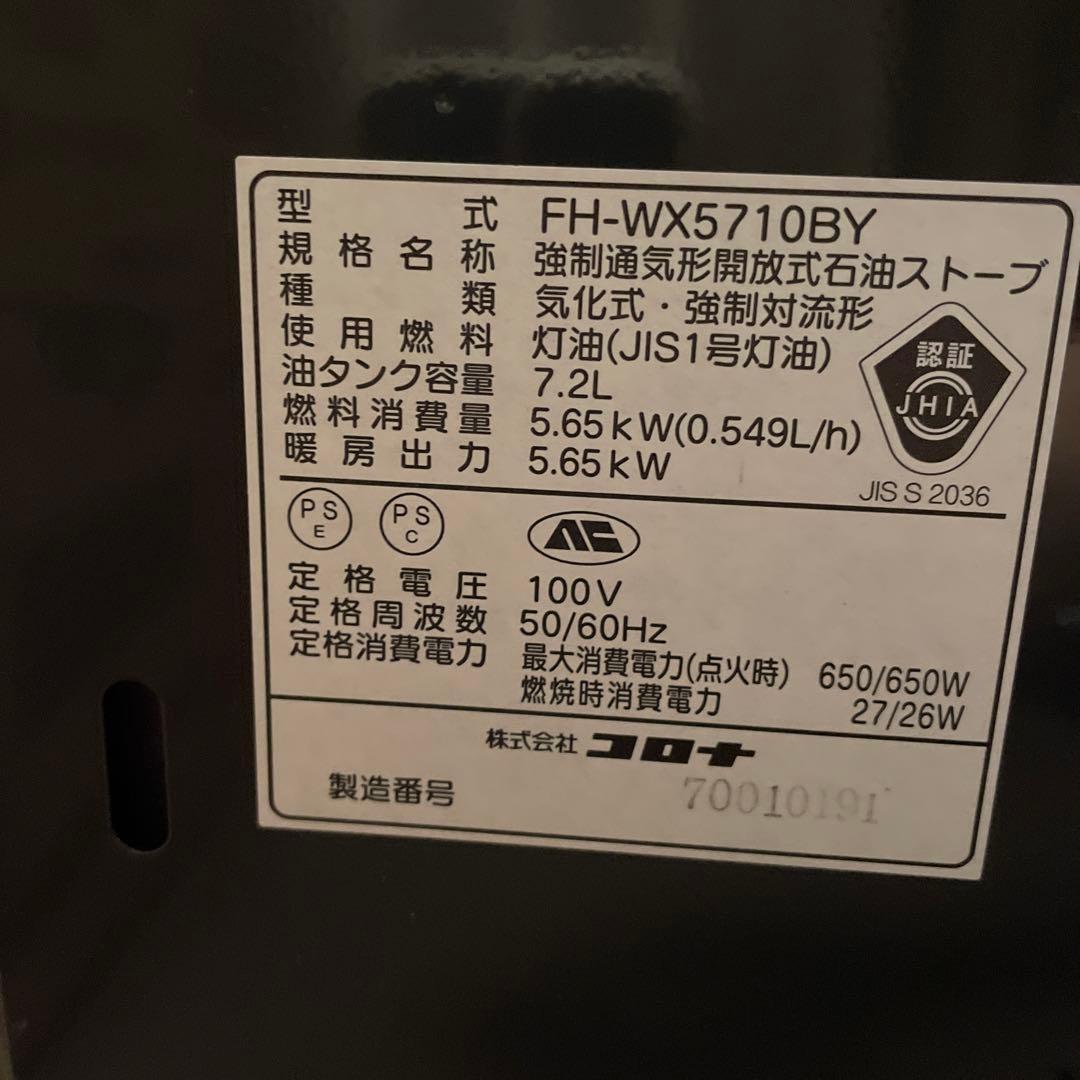 型式 FH-WX5710BY
規格名称 強制通気形開放式石油ストーブ
種類 気化式・強制対流形
使用燃料 灯油(JIS1号灯油)
油タンク容量 7.2L
燃料消費量 5.65kW(0.549L/h)
暖房出力 5.65kW
認証
JHIA
JIS S 2036
PS E
PS C
定格電圧 100V
定格周波数 50/60Hz
定格消費電力 最大消費電力(点火時) 650/650W
燃焼時消費電力 27/26W
株式会社 コロナ
製造番号 70010191